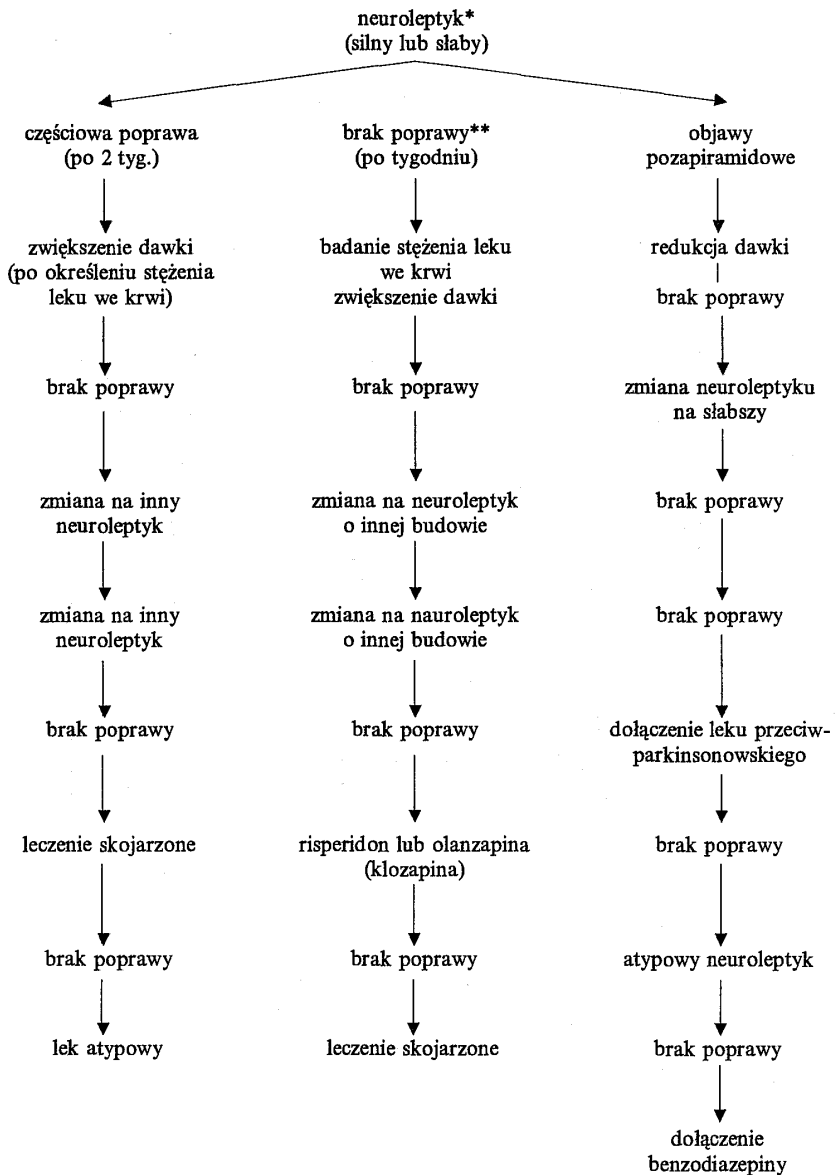 neuroleptyk*
(silny lub słaby)
częściowa poprawa
(po 2 tyg.)
zwiększenie dawki
(po określeniu stężenia
leku we krwi)
brak poprawy
zmiana na inny
neuroleptyk
zmiana na inny
neuroleptyk
brak poprawy
leczenie skojarzone
brak poprawy
lek atypowy
brak poprawy**
(po tygodniu)
badanie stężenia leku
we krwi
zwiększenie dawki
brak poprawy
zmiana na neuroleptyk
o innej budowie
zmiana na nauroleptyk
o innej budowie
brak poprawy
risperidon lub olanzapina
(klozapina)
brak poprawy
leczenie skojarzone
objawy
pozapiramidowe
redukcja dawki
brak poprawy
zmiana neuroleptyku
na słabszy
brak poprawy
brak poprawy
dołączenie leku przeciw-
parkinsonowskiego
brak poprawy
atypowy neuroleptyk
brak poprawy
dołączenie
benzodiazepiny